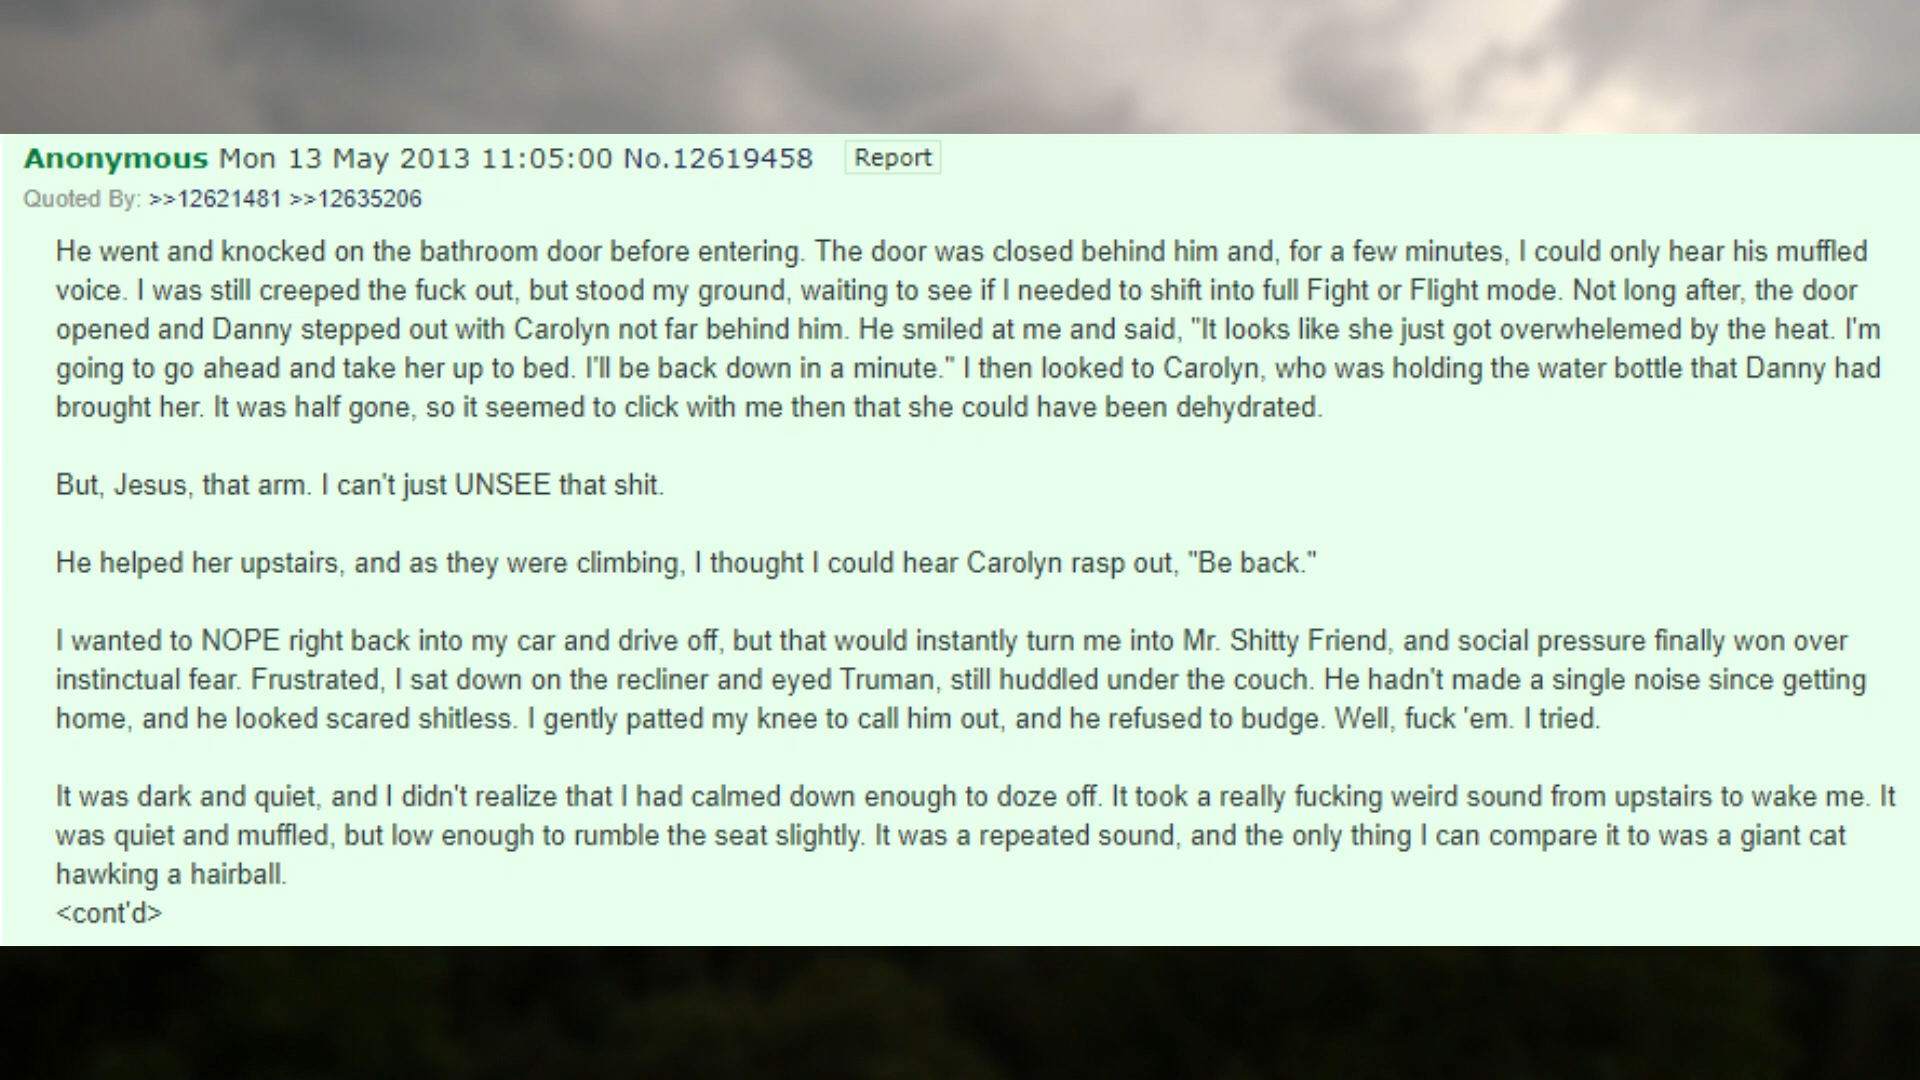 Anonymous Mon 13 May 2013 11:05:00 No.12619458 Report
Quoted By: >>12621481 >>12635206
He went and knocked on the bathroom door before entering. The door was closed behind him and, for a few minutes, I could only hear his muffled
voice. I was still creeped the fuck out, but stood my ground, waiting to see if I needed to shift into full Fight or Flight mode. Not long after, the door
opened and Danny stepped out with Carolyn not far behind him. He smiled at me and said, "It looks like she just got overwhelemed by the heat. I'm
going to go ahead and take her up to bed. I'll be back down in a minute." I then looked to Carolyn, who was holding the water bottle that Danny had
brought her. It was half gone, so it seemed to click with me then that she could have been dehydrated.
But, Jesus, that arm. I can't just UNSEE that shit.
He helped her upstairs, and as they were climbing, I thought I could hear Carolyn rasp out, "Be back."
I wanted to NOPE right back into my car and drive off, but that would instantly turn me into Mr. Shitty Friend, and social pressure finally won over
instinctual fear. Frustrated, I sat down on the recliner and eyed Truman, still huddled under the couch. He hadn't made a single noise since getting
home, and he looked scared shitless. I gently patted my knee to call him out, and he refused to budge. Well, fuck 'em. I tried.
It was dark and quiet, and I didn't realize that I had calmed down enough to doze off. It took a really fucking weird sound from upstairs to wake me. It
was quiet and muffled, but low enough to rumble the seat slightly. It was a repeated sound, and the only thing I can compare it to was a giant cat
hawking a hairball.
<cont'd>